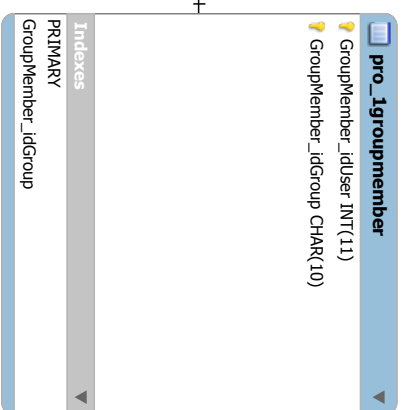 pro_1groupmember
GroupMember_idUser INT(11)
GroupMember_idGroup CHAR(10)
Indexes
PRIMARY
GroupMember_idGroup